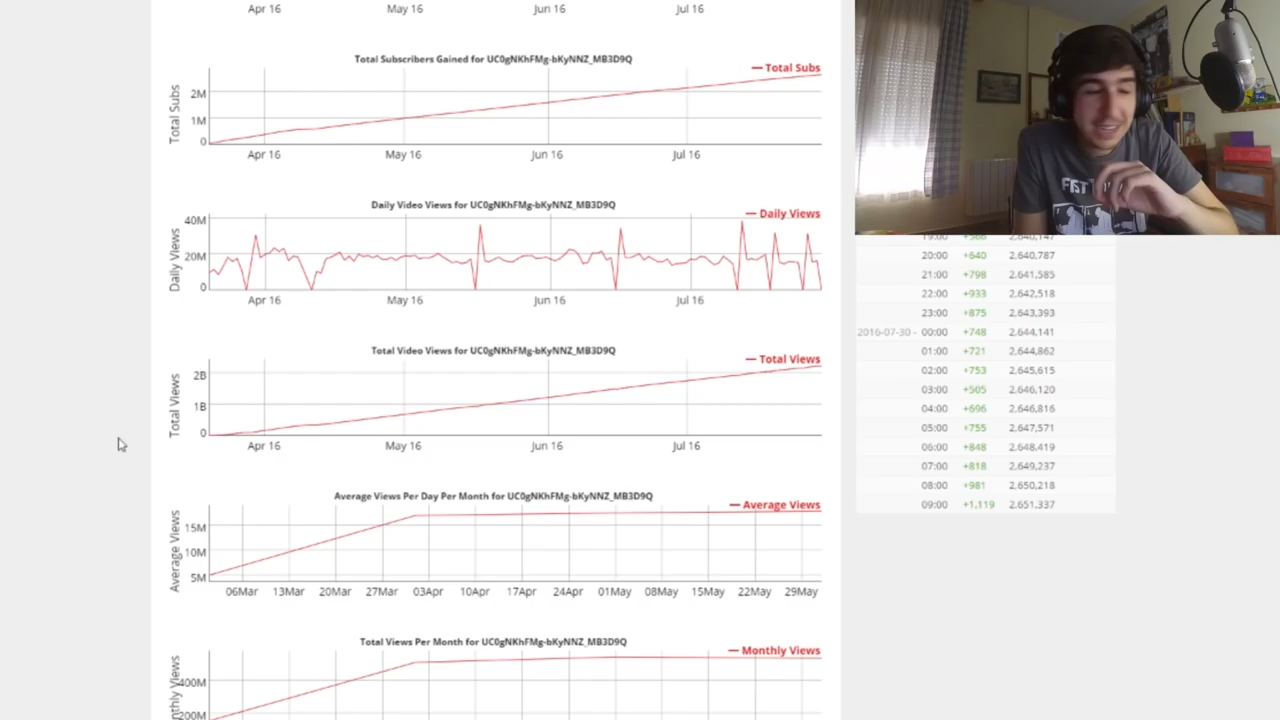 Apr 16 May 16 Jun 16 Jul 16
Total Subscribers Gained for UC0gNKhFMg-bKyNNZ_MB3D9Q
Total Subs
Total Subs
2M
1M
0
Apr 16 May 16 Jun 16 Jul 16
Daily Video Views for UC0gNKhFMg-bKyNNZ_MB3D9Q
Daily Views
Daily Views
40M
20M
0
Apr 16 May 16 Jun 16 Jul 16
Total Video Views for UC0gNKhFMg-bKyNNZ_MB3D9Q
Total Views
Total Views
2B
1B
0
Apr 16 May 16 Jun 16 Jul 16
Average Views Per Day Per Month for UC0gNKhFMg-bKyNNZ_MB3D9Q
Average Views
Average Views
15M
10M
5M
06Mar 13Mar 20Mar 27Mar 03Apr 10Apr 17Apr 24Apr 01May 08May 15May 22May 29May
Total Views Per Month for UC0gNKhFMg-bKyNNZ_MB3D9Q
Monthly Views
Views
400M
200M
20:00 +640 2.640,787
21:00 +798 2.641,585
22:00 +933 2.642,518
23:00 +875 2.643,393
2016-07-30 - 00:00 +748 2.644,141
01:00 +721 2.644,862
02:00 +753 2.645,615
03:00 +505 2.646,120
04:00 +696 2.646,816
05:00 +755 2.647,571
06:00 +848 2.648,419
07:00 +818 2.649,237
08:00 +981 2.650,218
09:00 +1,119 2.651,337